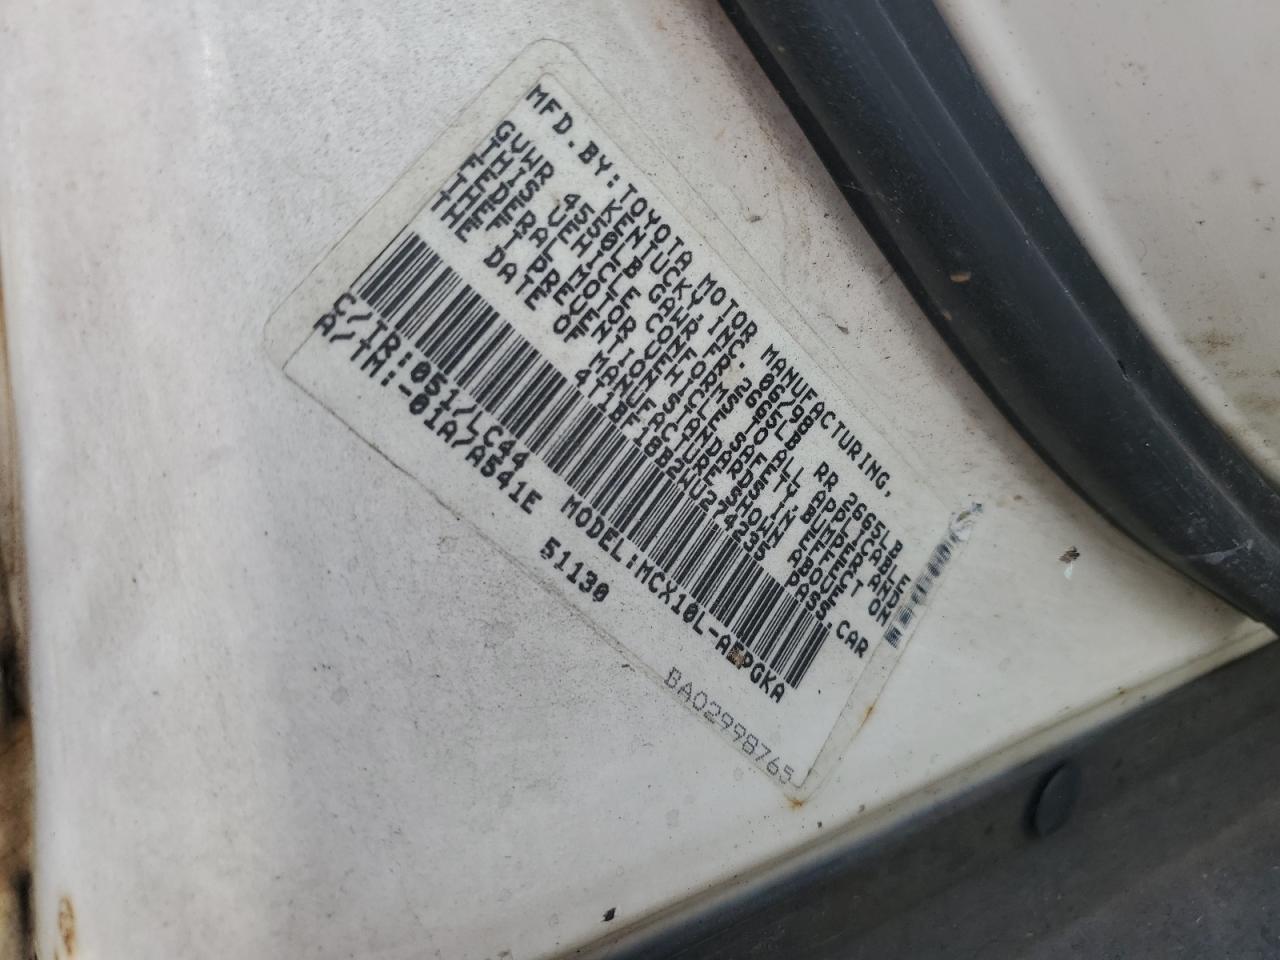 MFD. BY: TOYOTA MOTOR MANUFACTURING,
KENTUCKY, INC. 06/98
GVWR 4550LB GAWR FR 2665LB RR 2665LB
THIS VEHICLE CONFORMS TO ALL APPLICABLE
FEDERAL MOTOR VEHICLE SAFETY, BUMPER AND
THEFT PREVENTION STANDARDS IN EFFECT ON
THE DATE OF MANUFACTURE SHOWN ABOVE.
4T1BF18B2WU274235 PASS.CAR
C/TR:051/LC44 MODEL:MCX10L-AEPGKA
A/TM:-01A/A541E 51130
BA02998765